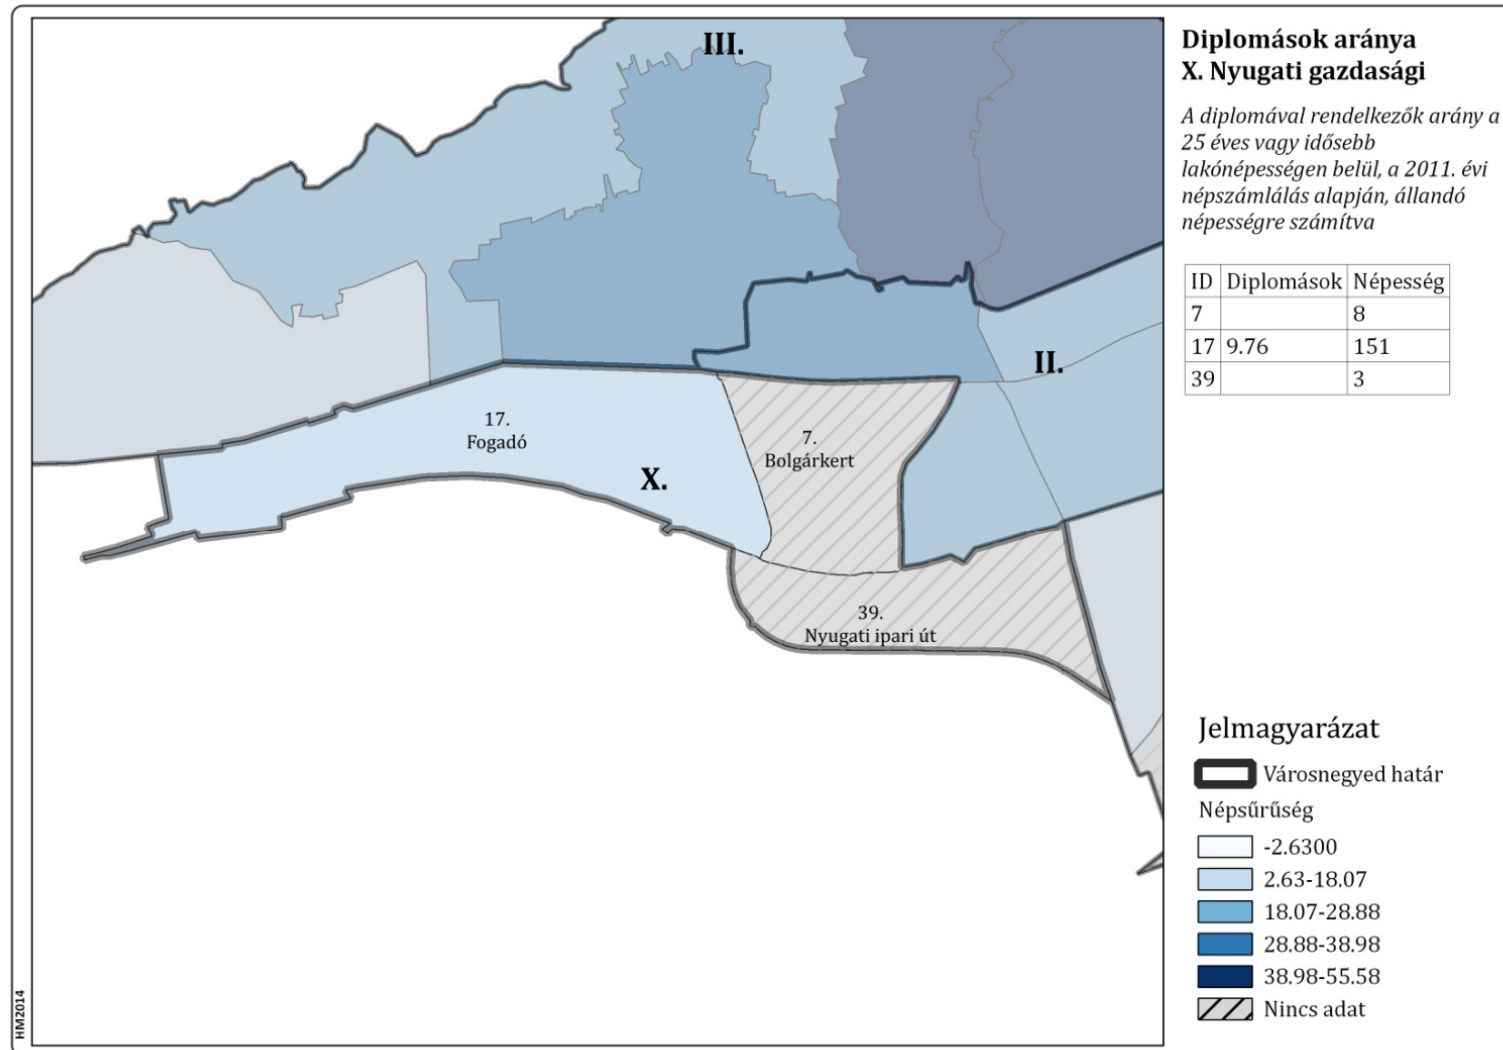 Diplomások aránya
X. Nyugati gazdasági
A diplomával rendelkezők arány a
25 éves vagy idősebb
lakónépességen belül, a 2011. évi
népszámlálás alapján, állandó
népességre számítva
ID Diplomások Népesség
7 8
17 9.76 151
39 3
III.
II.
17.
Fogadó
X.
7.
Bolgárkert
39.
Nyugati ipari út
Jelmagyarázat
Városnegyed határ
Népsűrűség
-2.6300
2.63-18.07
18.07-28.88
28.88-38.98
38.98-55.58
Nincs adat
HM2014